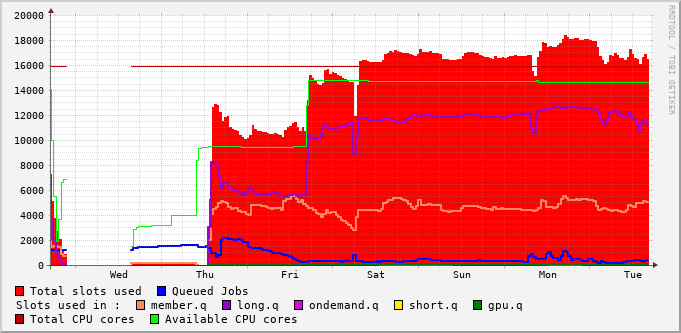 20000
18000
16000
14000
12000
10000
8000
6000
4000
2000
0
Wed Thu Fri Sat Sun Mon Tue
RRDTOOL / TOBI OETIKER
Total slots used Queued Jobs
Slots used in : member.q long.q ondemand.q short.q gpu.q
Total CPU cores Available CPU cores